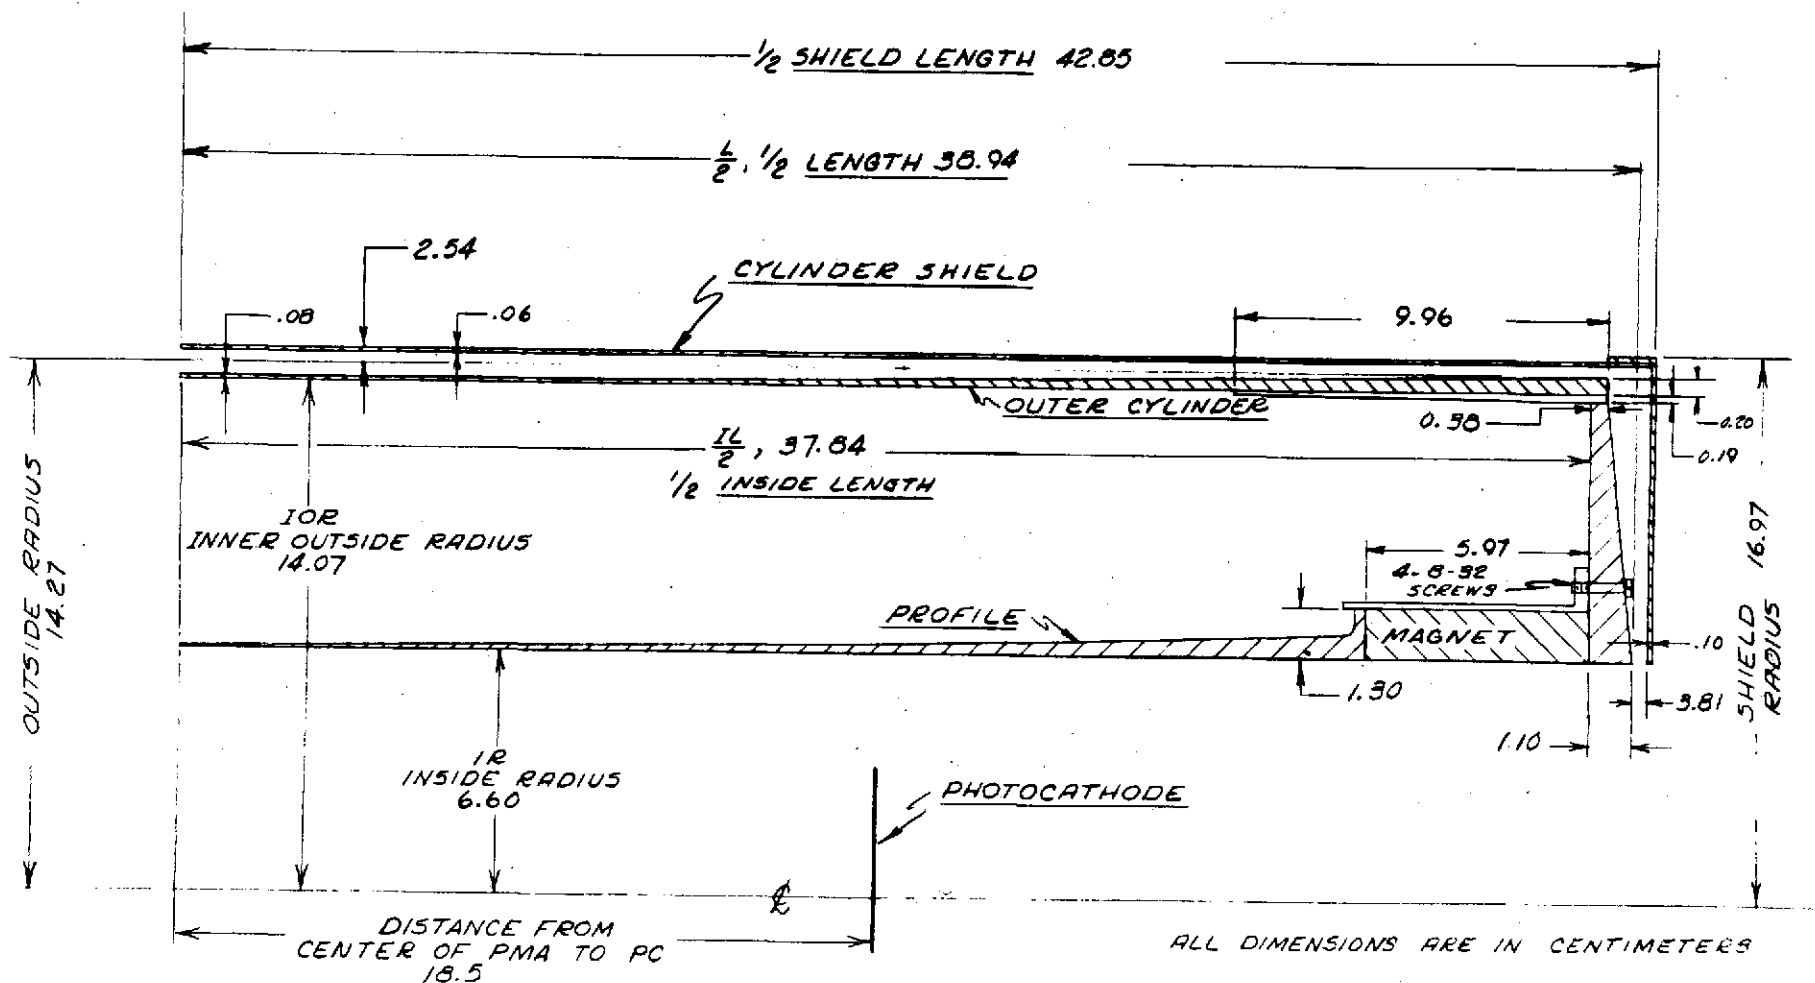 1/2 SHIELD LENGTH 42.85
L/2, 1/2 LENGTH 38.94
2.54
CYLINDER SHIELD
.08
.06
9.96
OUTER CYLINDER
0.38
0.20
0.19
IL/2, 37.84
1/2 INSIDE LENGTH
OUTSIDE RADIUS
14.27
IOR
INNER OUTSIDE RADIUS
14.07
5.97
4-8-32
SCREWS
SHIELD RADIUS 16.97
PROFILE
MAGNET
.10
1.30
3.81
1.10
IR
INSIDE RADIUS
6.60
PHOTOCATHODE
℄
DISTANCE FROM
CENTER OF PMA TO PC
18.5
ALL DIMENSIONS ARE IN CENTIMETERS